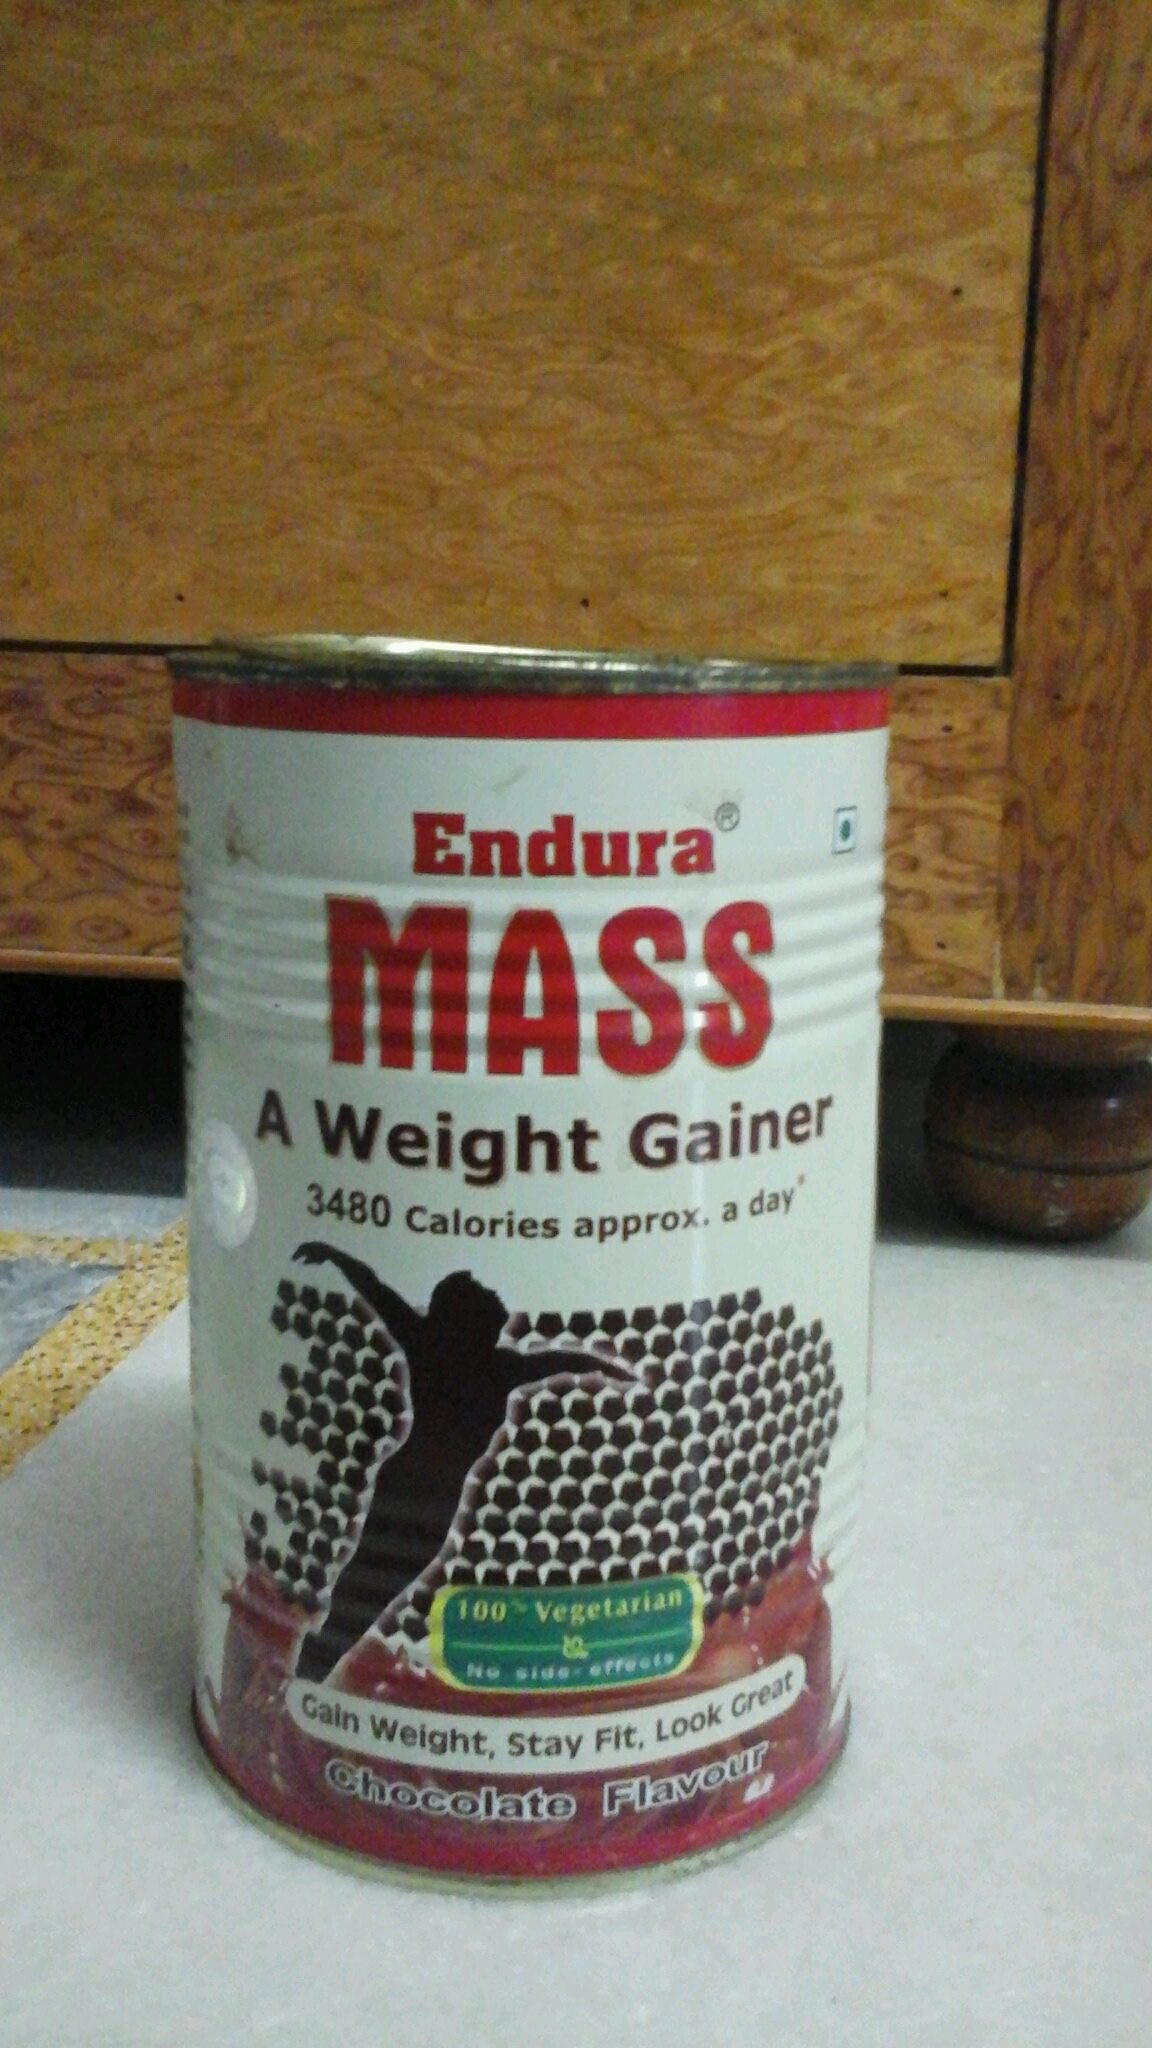 Endura®
MASS
A Weight Gainer
3480 Calories approx. a day*
100% Vegetarian
&
No side-effects
Gain Weight, Stay Fit, Look Great
Chocolate Flavour